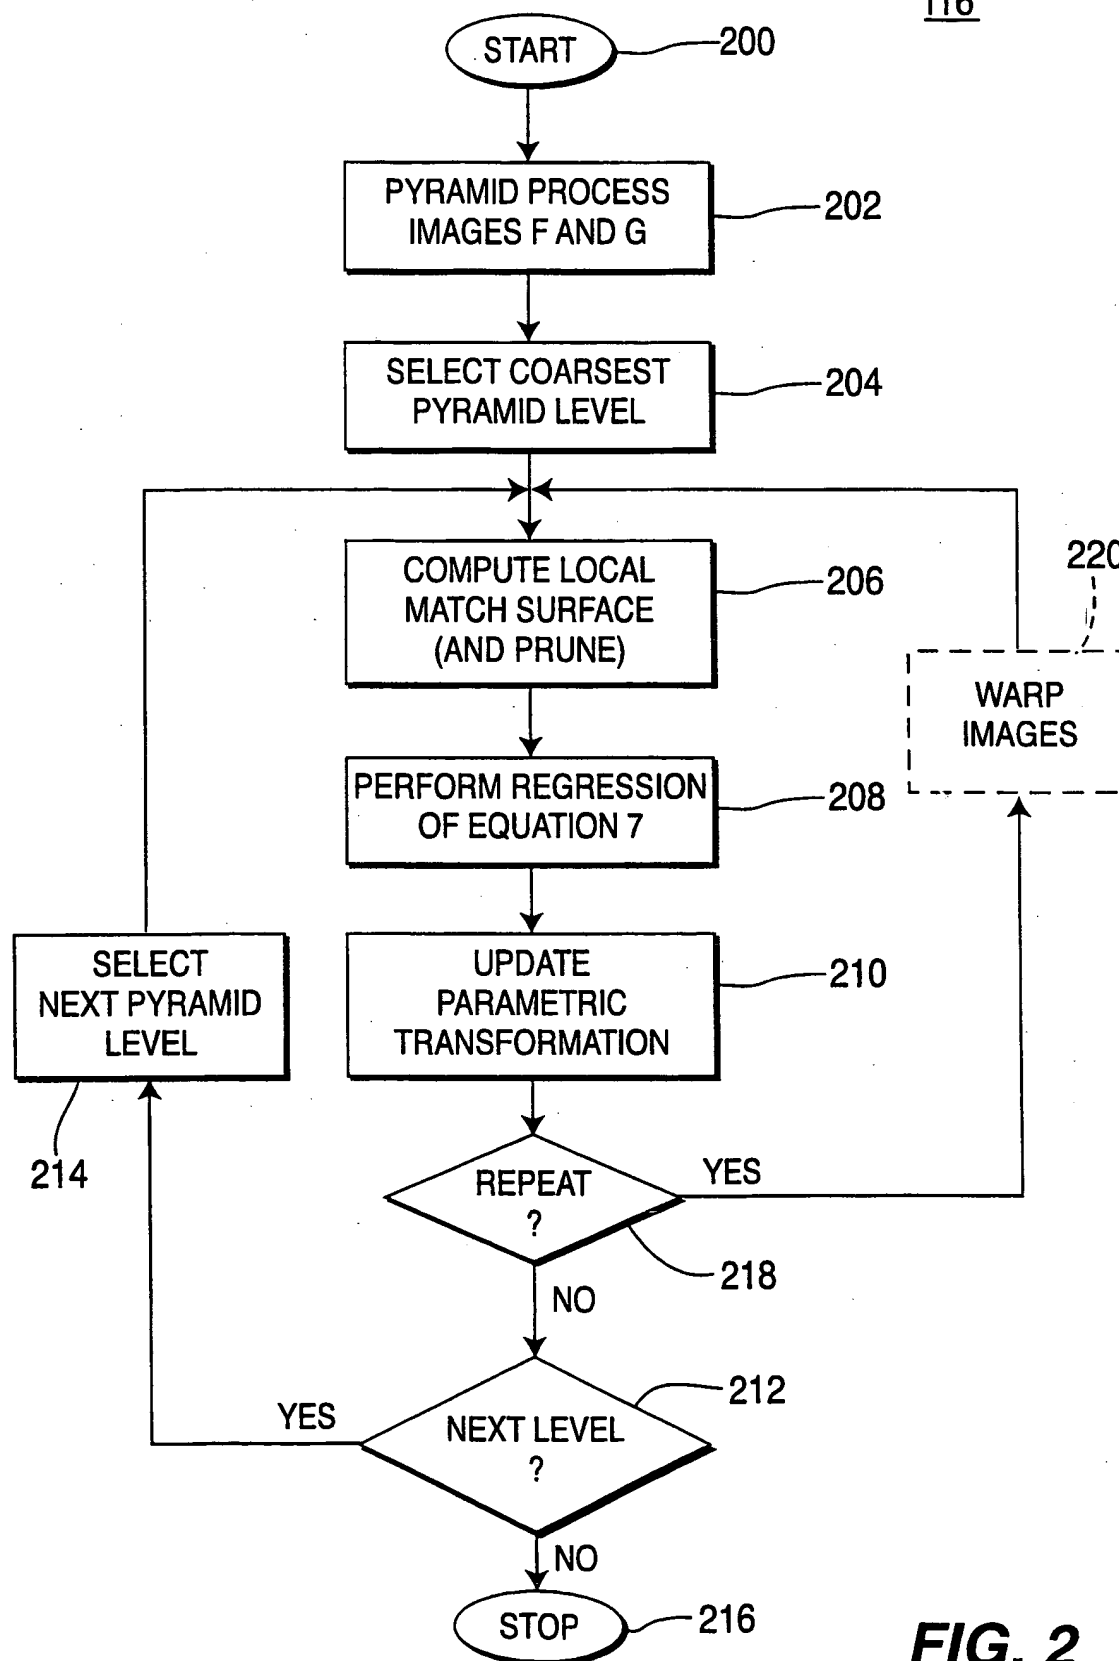 116
START
200
PYRAMID PROCESS
IMAGES F AND G
202
SELECT COARSEST
PYRAMID LEVEL
204
COMPUTE LOCAL
MATCH SURFACE
(AND PRUNE)
206
220
WARP
IMAGES
PERFORM REGRESSION
OF EQUATION 7
208
SELECT
NEXT PYRAMID
LEVEL
214
UPDATE
PARAMETRIC
TRANSFORMATION
210
REPEAT
?
YES
218
NO
NEXT LEVEL
?
212
YES
NO
STOP
216
FIG. 2